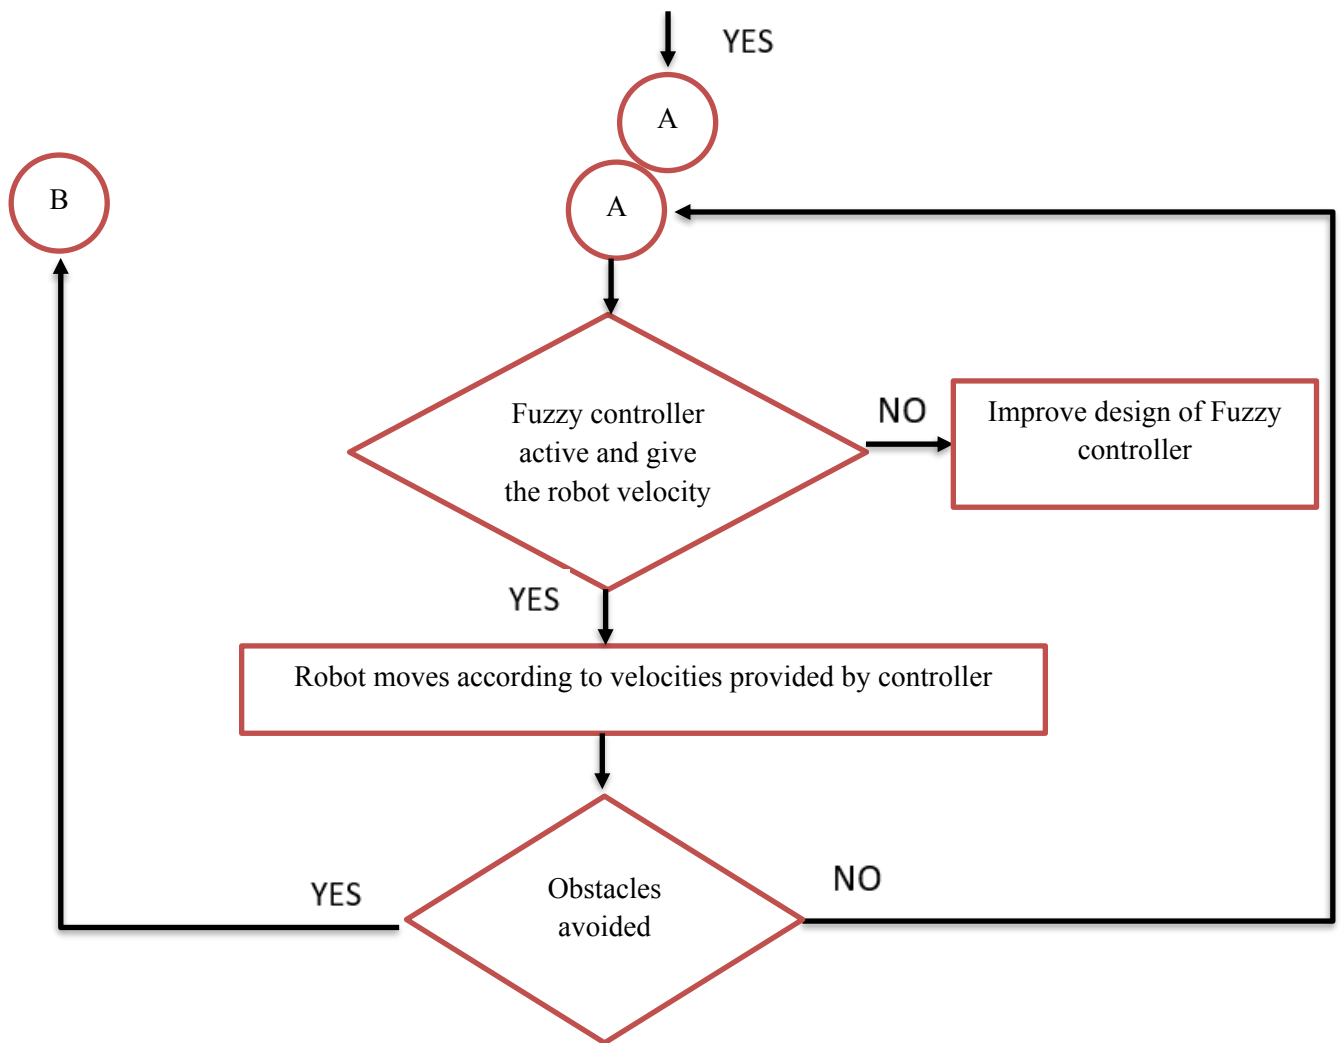 YES
A
B
A
Fuzzy controller
active and give
the robot velocity
NO
Improve design of Fuzzy
controller
YES
Robot moves according to velocities provided by controller
YES
Obstacles
avoided
NO